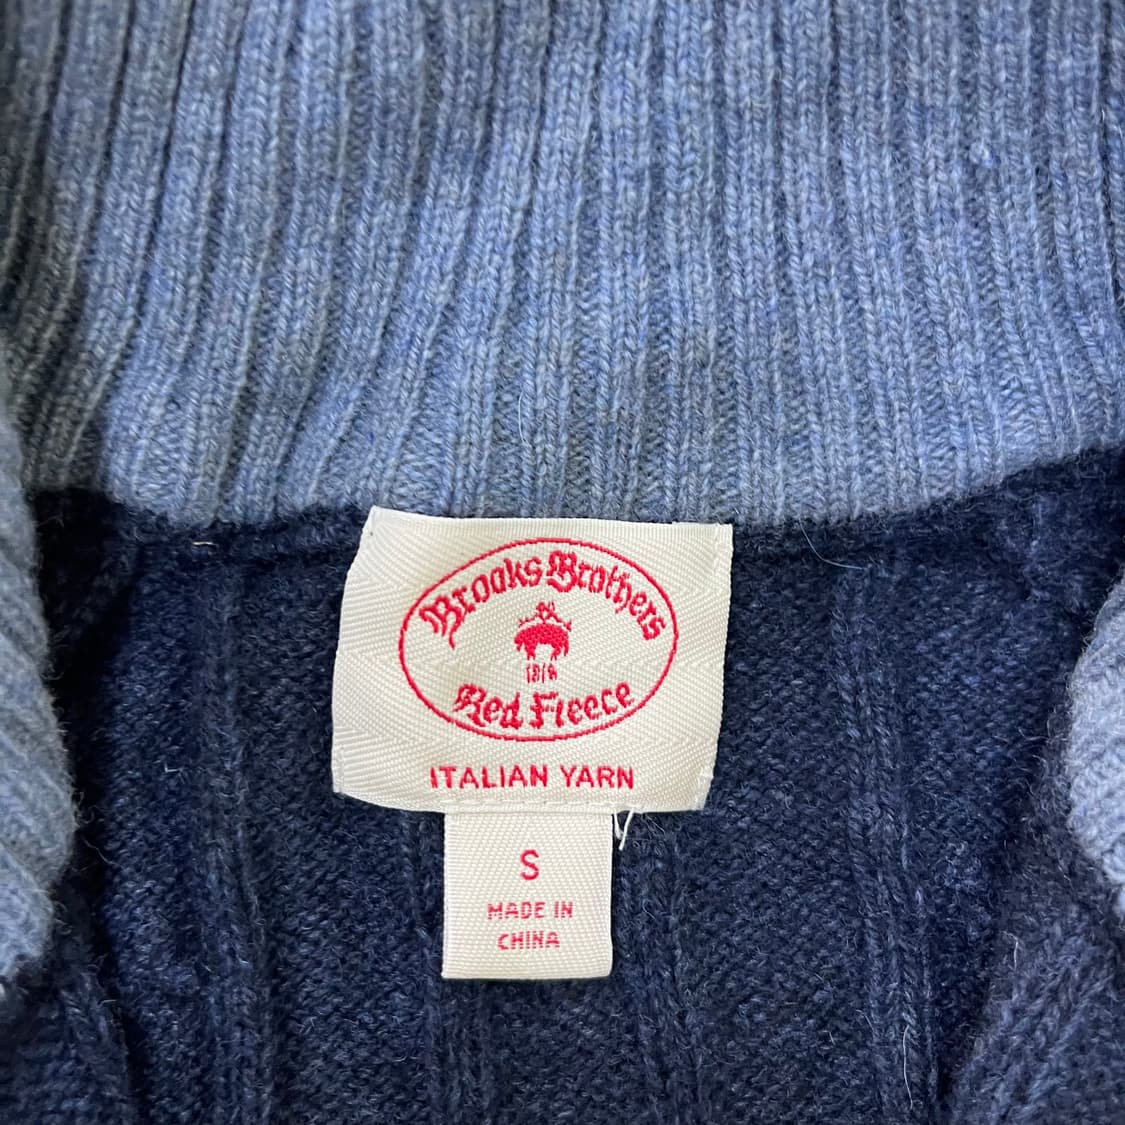 Brooks Brothers
1818
Red Fleece
ITALIAN YARN
S
MADE IN
CHINA